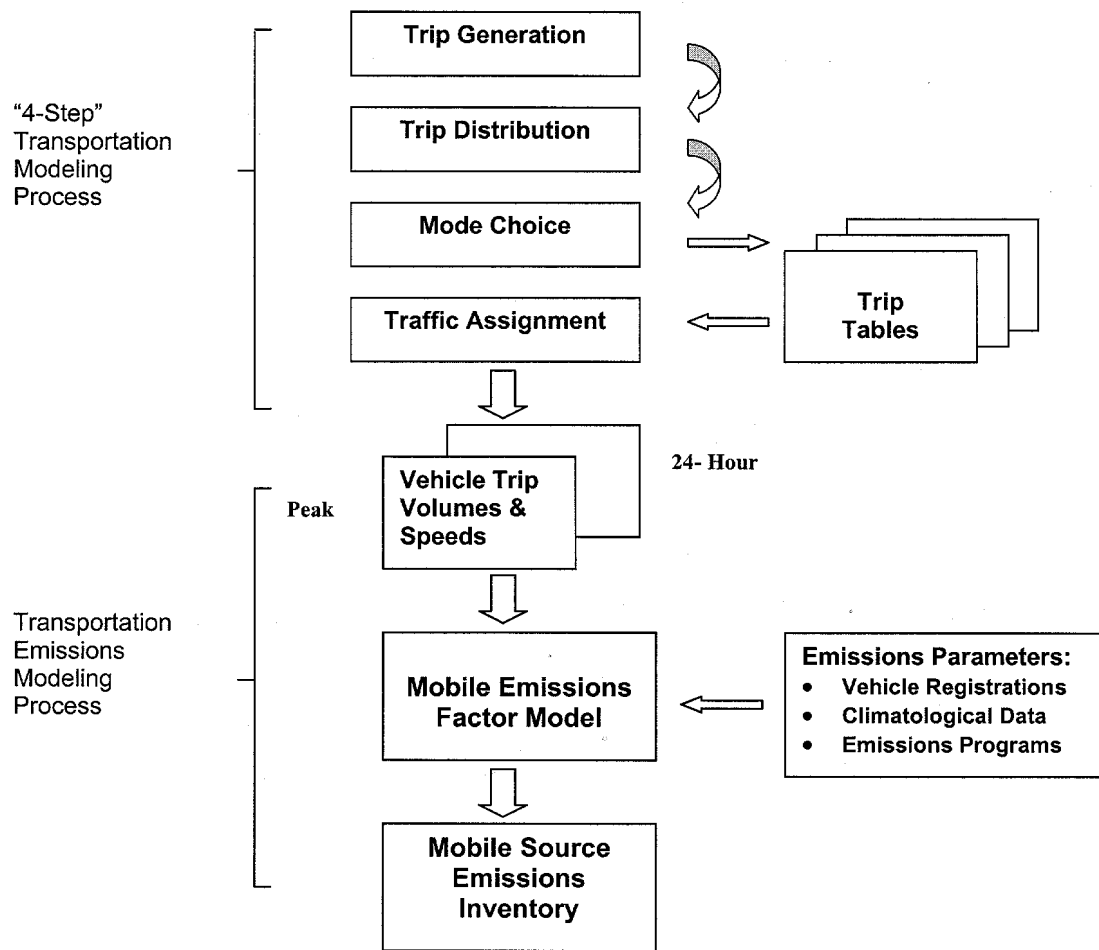 Trip Generation
"4-Step"
Transportation
Modeling
Process
Trip Distribution
Mode Choice
Traffic Assignment
Trip
Tables
24- Hour
Peak
Vehicle Trip
Volumes &
Speeds
Transportation
Emissions
Modeling
Process
Mobile Emissions
Factor Model
Emissions Parameters:
• Vehicle Registrations
• Climatological Data
• Emissions Programs
Mobile Source
Emissions
Inventory